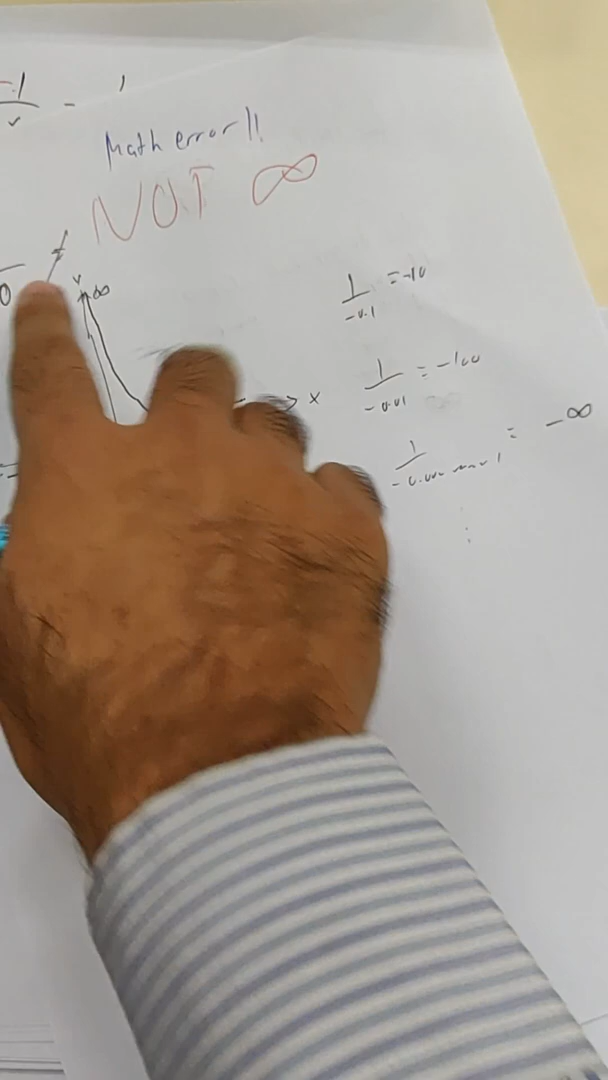 Math error!!
NOT ∞
∞
1/-0.1 = -10
x
1/-0.01 = -100
= -∞